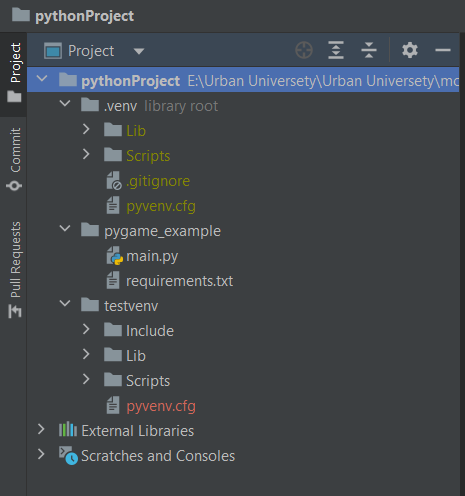 pythonProject
Project
Project
Commit
Pull Requests
pythonProject E:\Urban Universety\Urban Universety\mo
.venv library root
Lib
Scripts
.gitignore
pyvenv.cfg
pygame_example
main.py
requirements.txt
testvenv
Include
Lib
Scripts
pyvenv.cfg
External Libraries
Scratches and Consoles